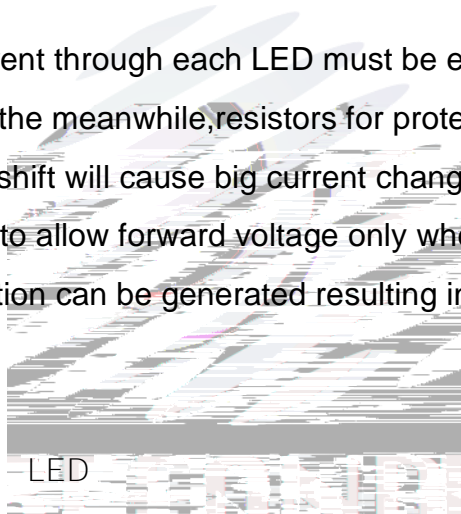 ent through each LED must be e
the meanwhile,resistors for prote
shift will cause big current chang
to allow forward voltage only whe
tion can be generated resulting in
LED